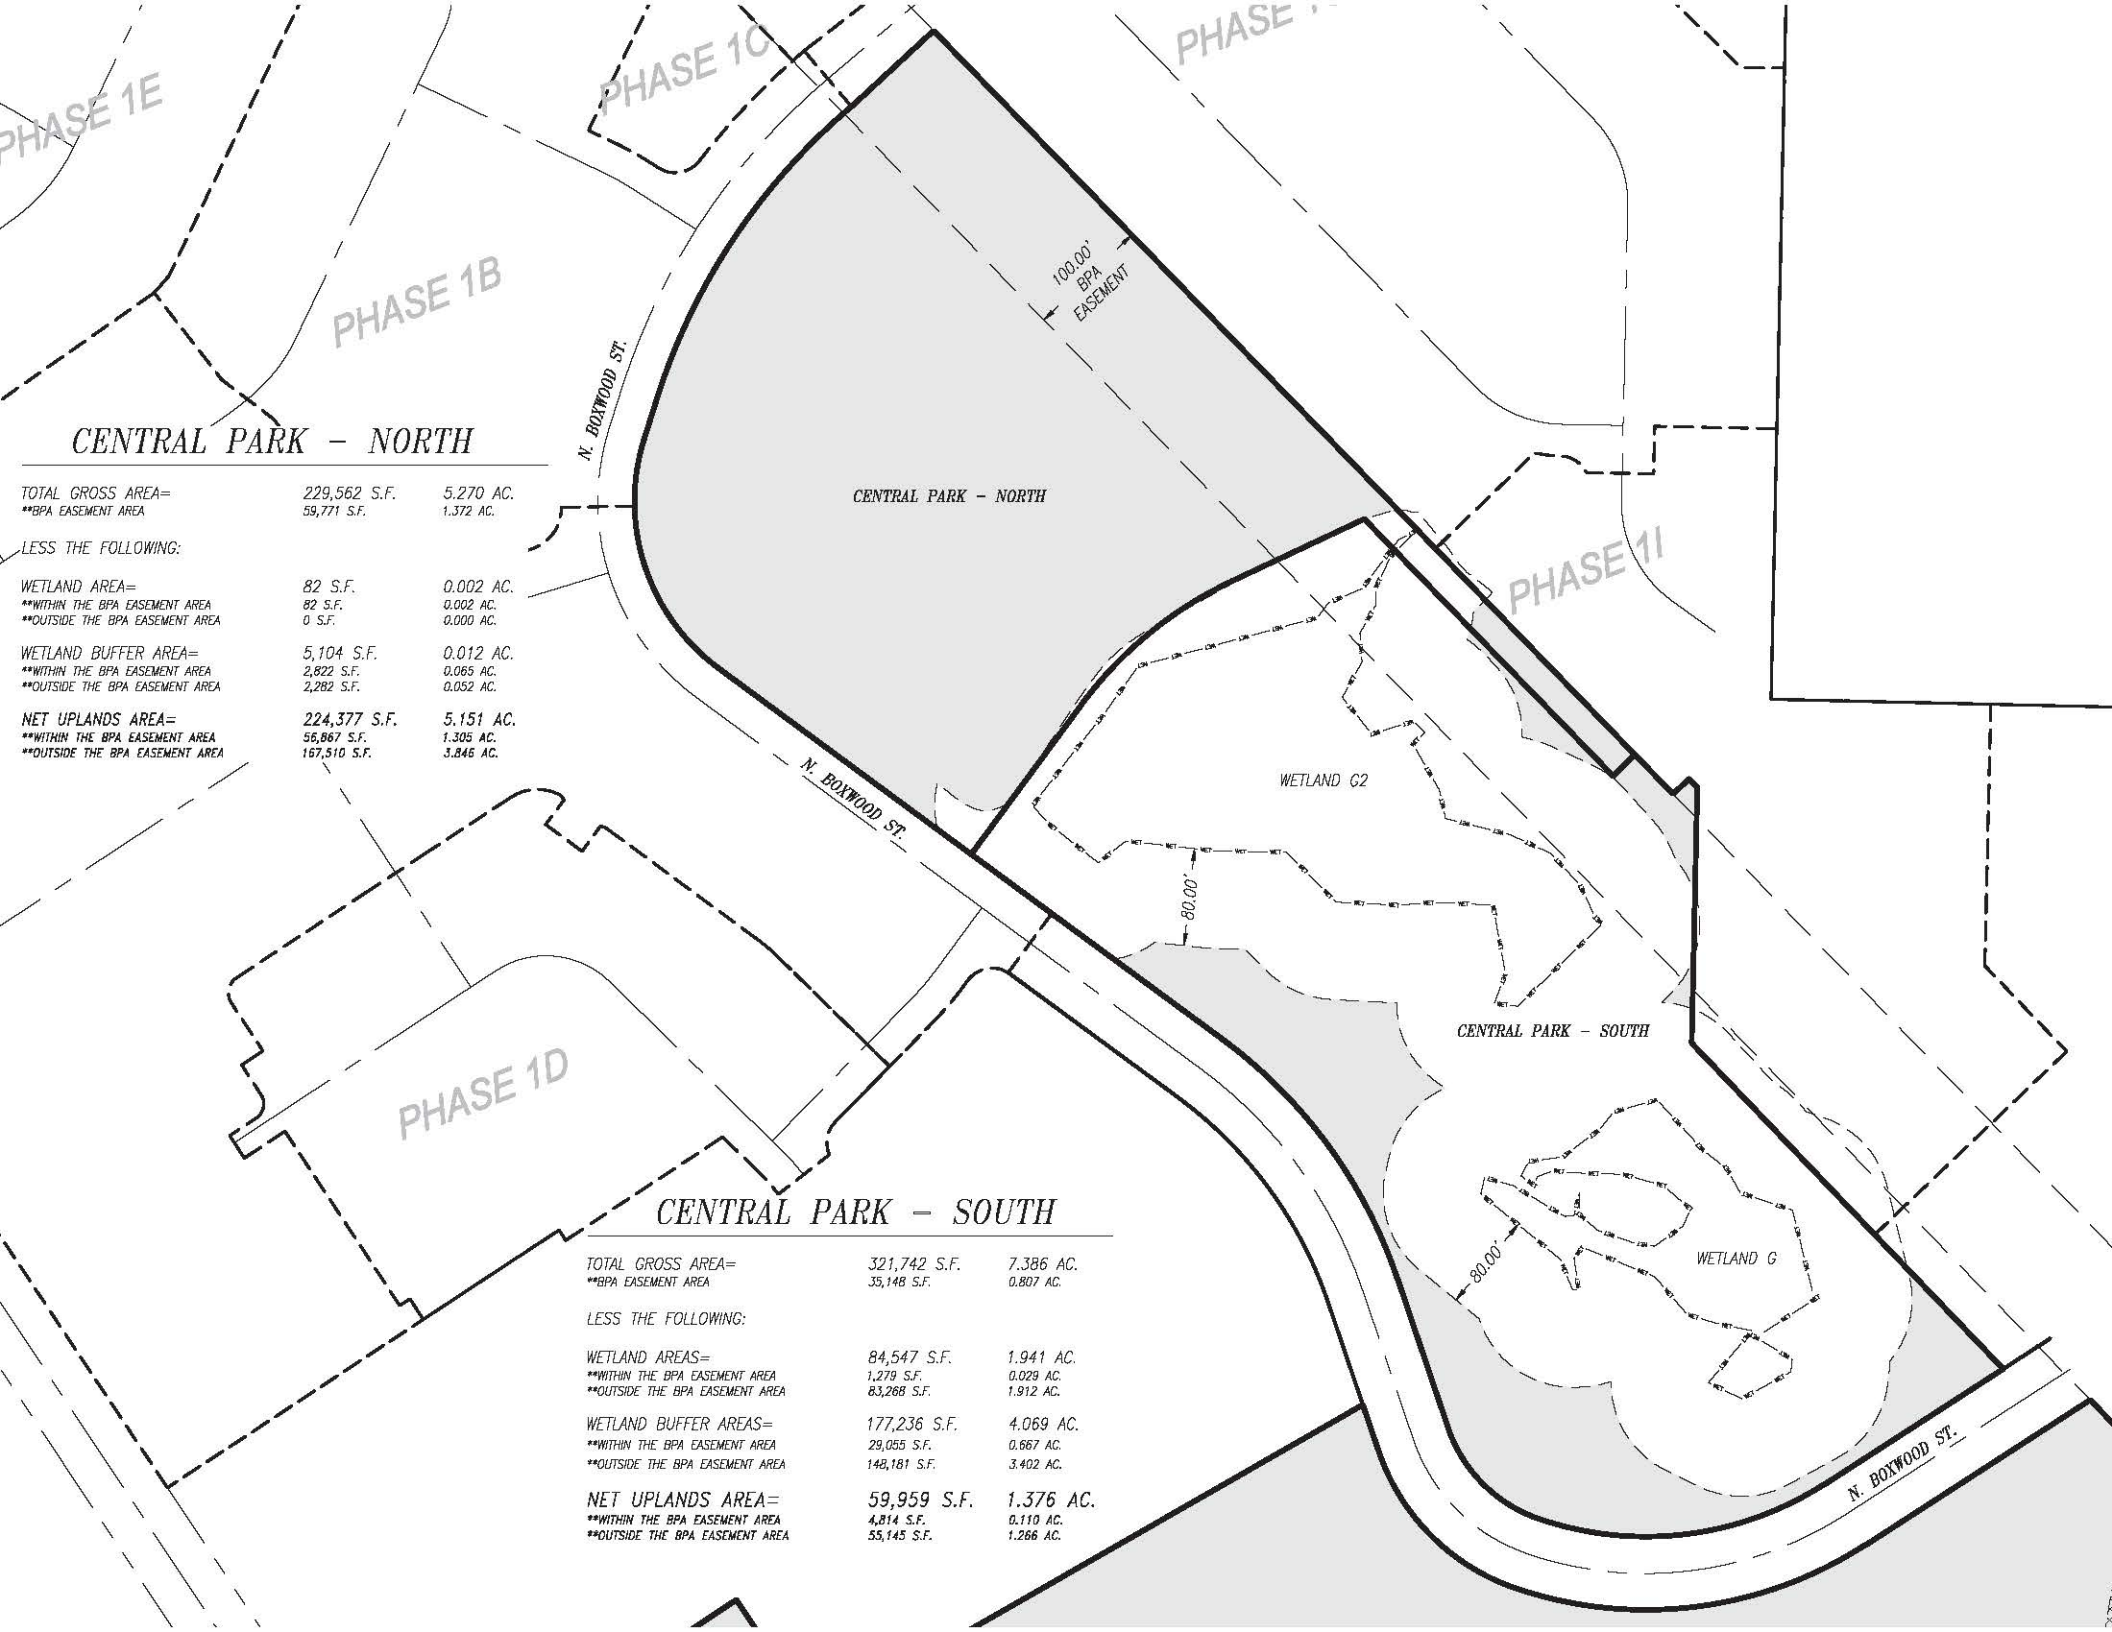 PHASE 1E
PHASE 1C
PHASE
PHASE 1B
100.00'
BPA
EASEMENT
N. BOXWOOD ST.
CENTRAL PARK – NORTH
TOTAL GROSS AREA= 229,562 S.F. 5.270 AC.
**BPA EASEMENT AREA 59,771 S.F. 1.372 AC.
LESS THE FOLLOWING:
WETLAND AREA= 82 S.F. 0.002 AC.
**WITHIN THE BPA EASEMENT AREA 82 S.F. 0.002 AC.
**OUTSIDE THE BPA EASEMENT AREA 0 S.F. 0.000 AC.
WETLAND BUFFER AREA= 5,104 S.F. 0.012 AC.
**WITHIN THE BPA EASEMENT AREA 2,822 S.F. 0.065 AC.
**OUTSIDE THE BPA EASEMENT AREA 2,282 S.F. 0.052 AC.
NET UPLANDS AREA= 224,377 S.F. 5.151 AC.
**WITHIN THE BPA EASEMENT AREA 56,867 S.F. 1.305 AC.
**OUTSIDE THE BPA EASEMENT AREA 167,510 S.F. 3.846 AC.
CENTRAL PARK – NORTH
PHASE 1I
WETLAND G2
N. BOXWOOD ST.
80.00'
CENTRAL PARK – SOUTH
PHASE 1D
WETLAND G
80.00'
N. BOXWOOD ST.
CENTRAL PARK – SOUTH
TOTAL GROSS AREA= 321,742 S.F. 7.386 AC.
**BPA EASEMENT AREA 35,148 S.F. 0.807 AC.
LESS THE FOLLOWING:
WETLAND AREAS= 84,547 S.F. 1.941 AC.
**WITHIN THE BPA EASEMENT AREA 1,279 S.F. 0.029 AC.
**OUTSIDE THE BPA EASEMENT AREA 83,268 S.F. 1.912 AC.
WETLAND BUFFER AREAS= 177,236 S.F. 4.069 AC.
**WITHIN THE BPA EASEMENT AREA 29,055 S.F. 0.667 AC.
**OUTSIDE THE BPA EASEMENT AREA 148,181 S.F. 3.402 AC.
NET UPLANDS AREA= 59,959 S.F. 1.376 AC.
**WITHIN THE BPA EASEMENT AREA 4,814 S.F. 0.110 AC.
**OUTSIDE THE BPA EASEMENT AREA 55,145 S.F. 1.266 AC.